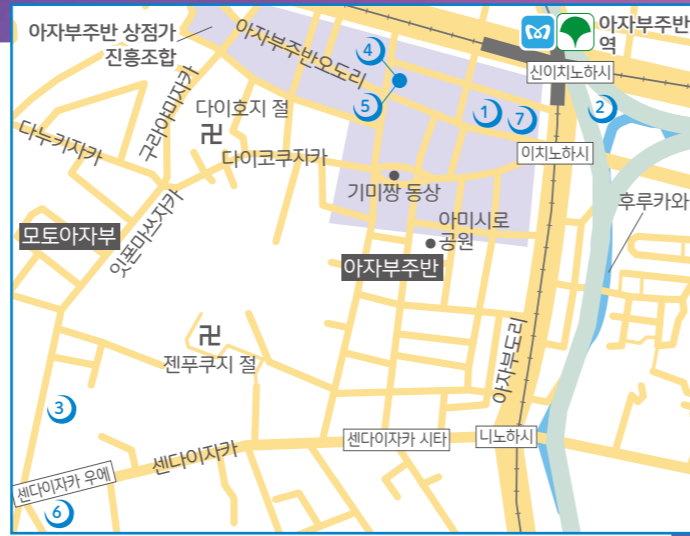 아자부주반 상점가
진흥조합
아자부주반오도리
4
5
1
7
2
아자부주반
역
신이치노하시
이치노하시
후루카와
구라야미자카
다이호지 절
卍
다이코쿠자카
다누키자카
기미짱 동상
아미시로
공원
모토아자부
잇폰마쓰자카
아자부주반
卍
젠푸쿠지 절
아자부도리
3
센다이자카
센다이자카 시타
니노하시
센다이자카 우에
6